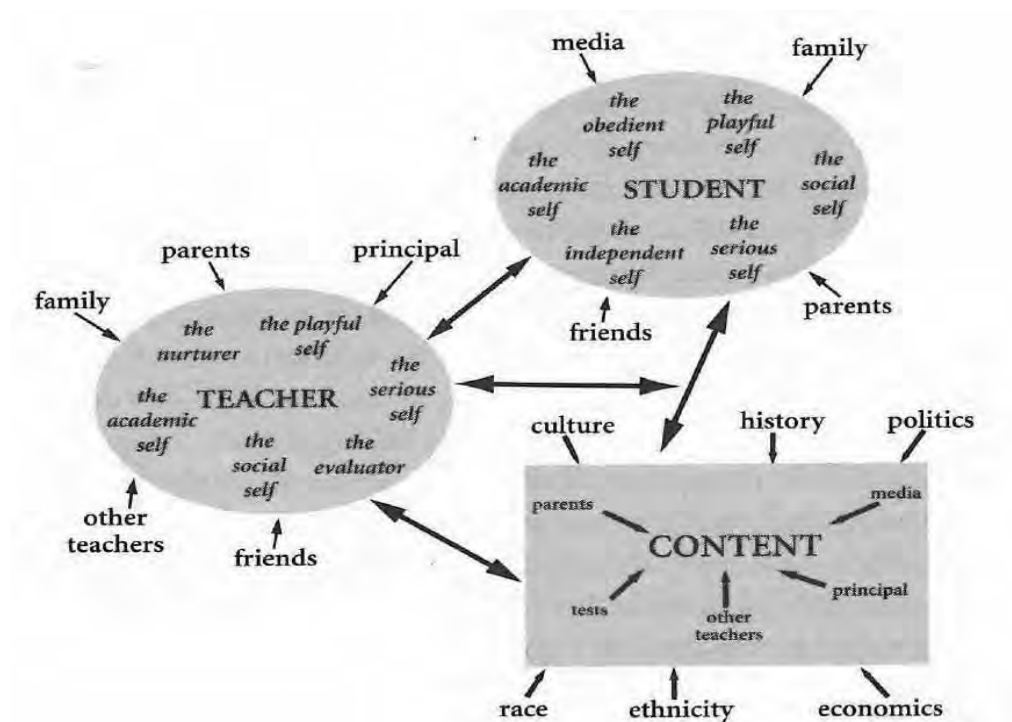 media
family
the
obedient
self
the
playful
self
the
academic
self
STUDENT
the
social
self
the
independent
self
the
serious
self
friends
parents
parents
principal
family
the
nurturer
the playful
self
the
serious
self
TEACHER
the
academic
self
the
social
self
the
evaluator
other
teachers
friends
culture
history
politics
parents
media
CONTENT
tests
other
teachers
principal
race
ethnicity
economics